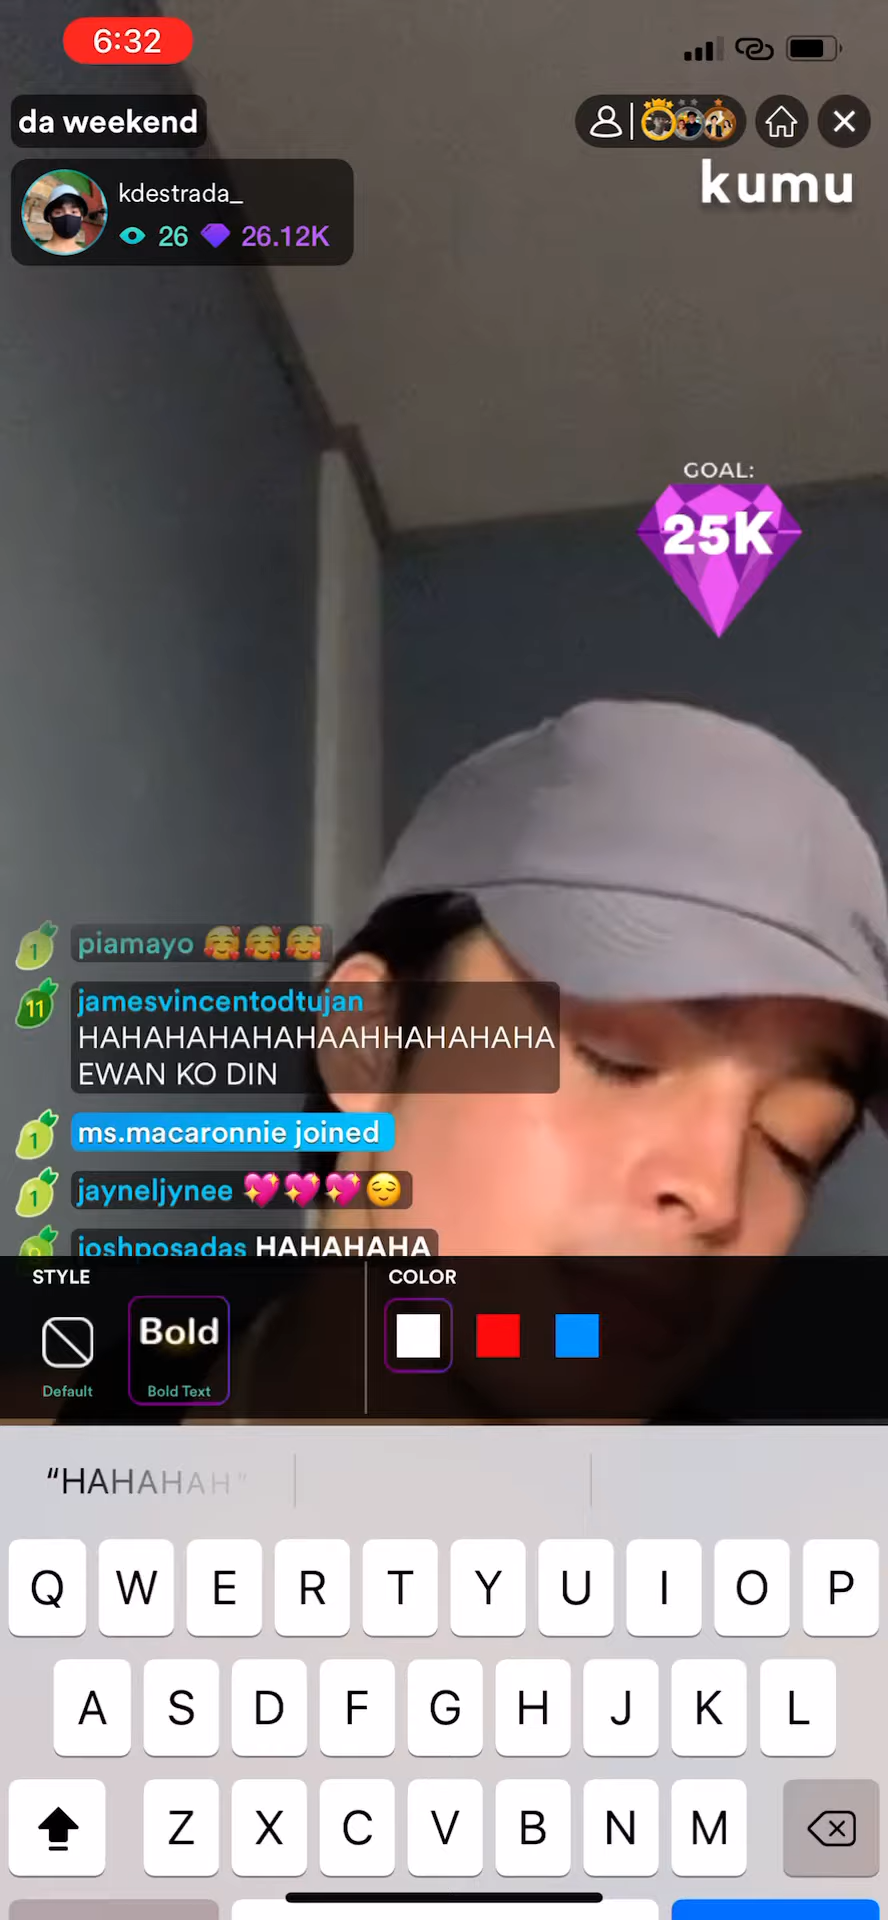 6:32
da weekend
kumu
kdestrada_
26 26.12K
GOAL:
25K
1 piamayo
11 jamesvincentodtujan
HAHAHAHAHAHAAHHAHAHAHA
EWAN KO DIN
1 ms.macaronnie joined
1 jayneljynee
joshposadas HAHAHAHA
STYLE COLOR
Bold
Default Bold Text
“HAHAHAH”
Q W E R T Y U I O P
A S D F G H J K L
Z X C V B N M